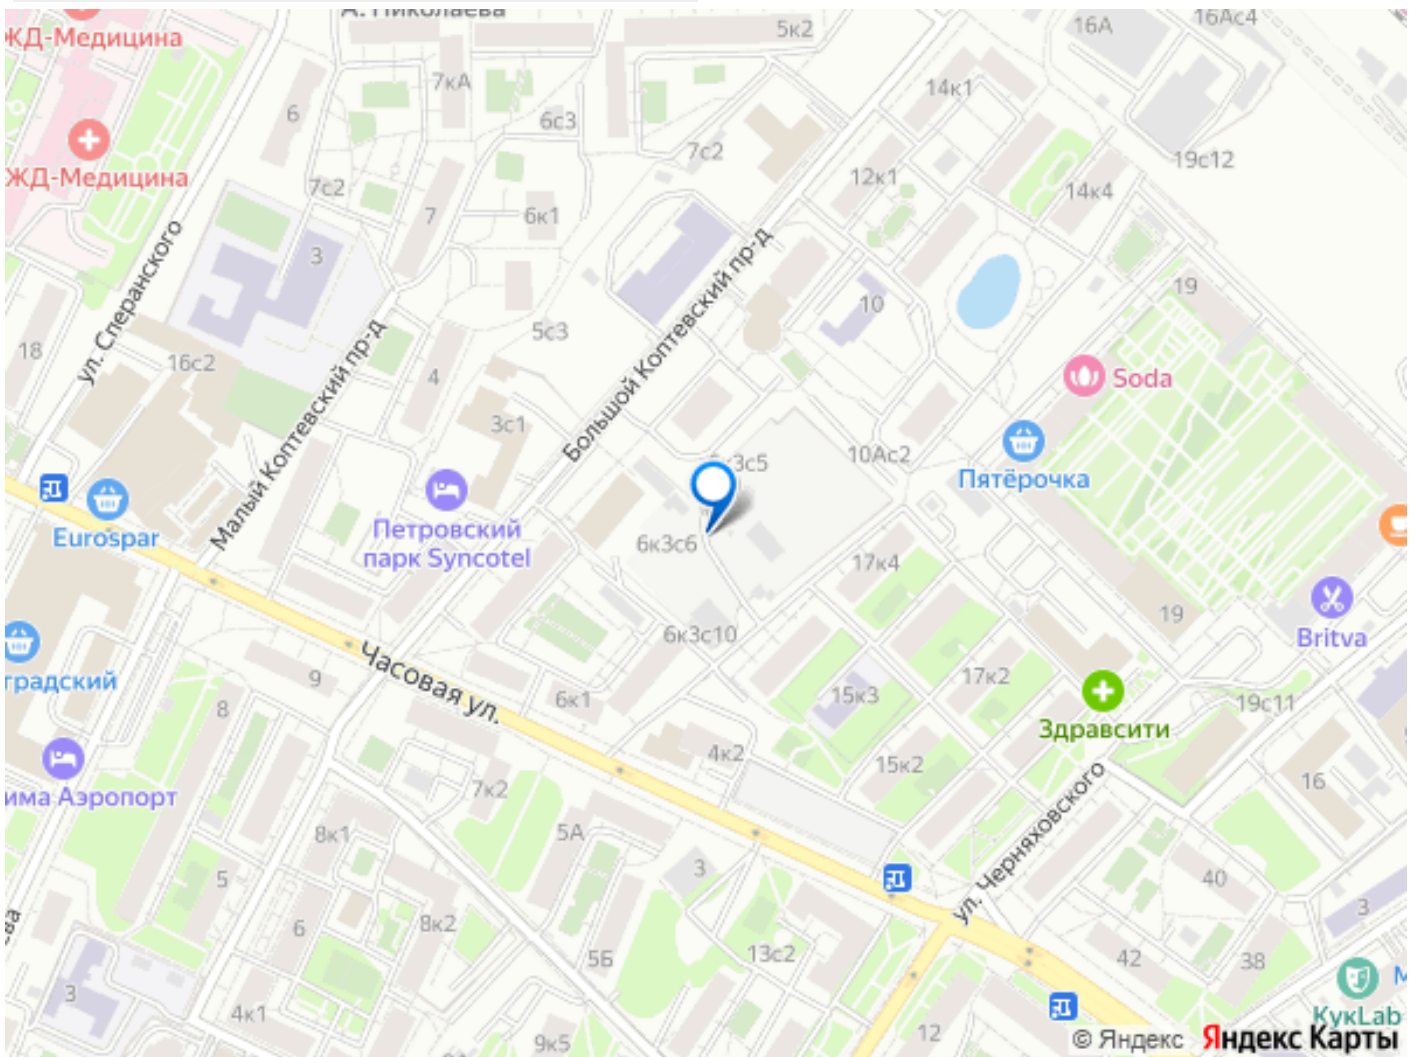 А. Николаева
ЖД-Медицина
5к2
16А
16Ас4
7кА
14к1
6
6с3
7с2
19с12
ЖД-Медицина
7с2
12к1
14к4
7
6к1
ул. Сперанского
3
Большой Коптевский пр-д
19
10
5с3
18
16с2
Малый Коптевский пр-д
4
Soda
3с1
10Ас2
Пятёрочка
Петровский
парк Syncotel
Eurospar
6к3с6
17к4
6к3с10
19
Britva
Часовая ул.
9
градский
6к1
15к3
17к2
19с11
8
Здравсити
4к2
15к2
16
има Аэропорт
7к2
ул. Черняховского
8к1
5А
3
5
40
3
6
8к2
5Б
13с2
42
38
3
4к1
9к5
12
КукLab
© Яндекс
Яндекс Карты